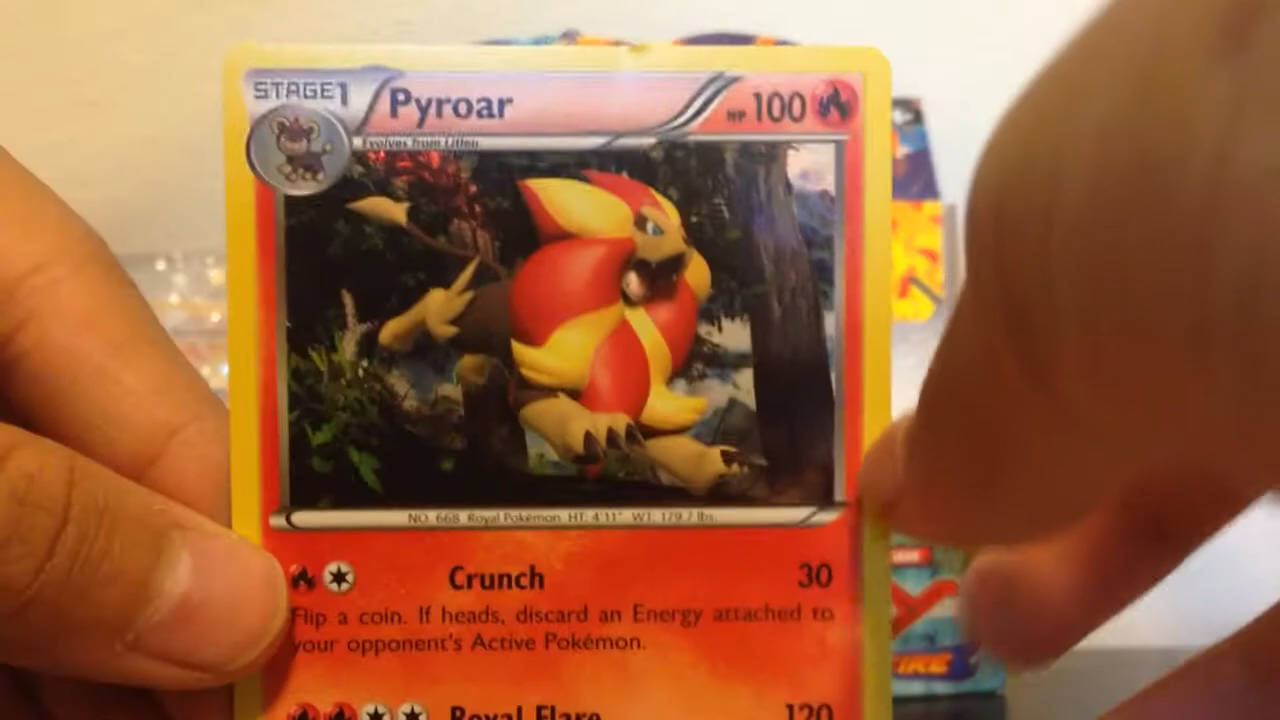 STAGE1
Pyroar
HP 100
Evolves from Litleo
NO. 668 Royal Pokémon HT: 4'11" WT: 179.7 lbs.
Crunch 30
Flip a coin. If heads, discard an Energy attached to
your opponent's Active Pokémon.
Royal Flare 120
FIRE